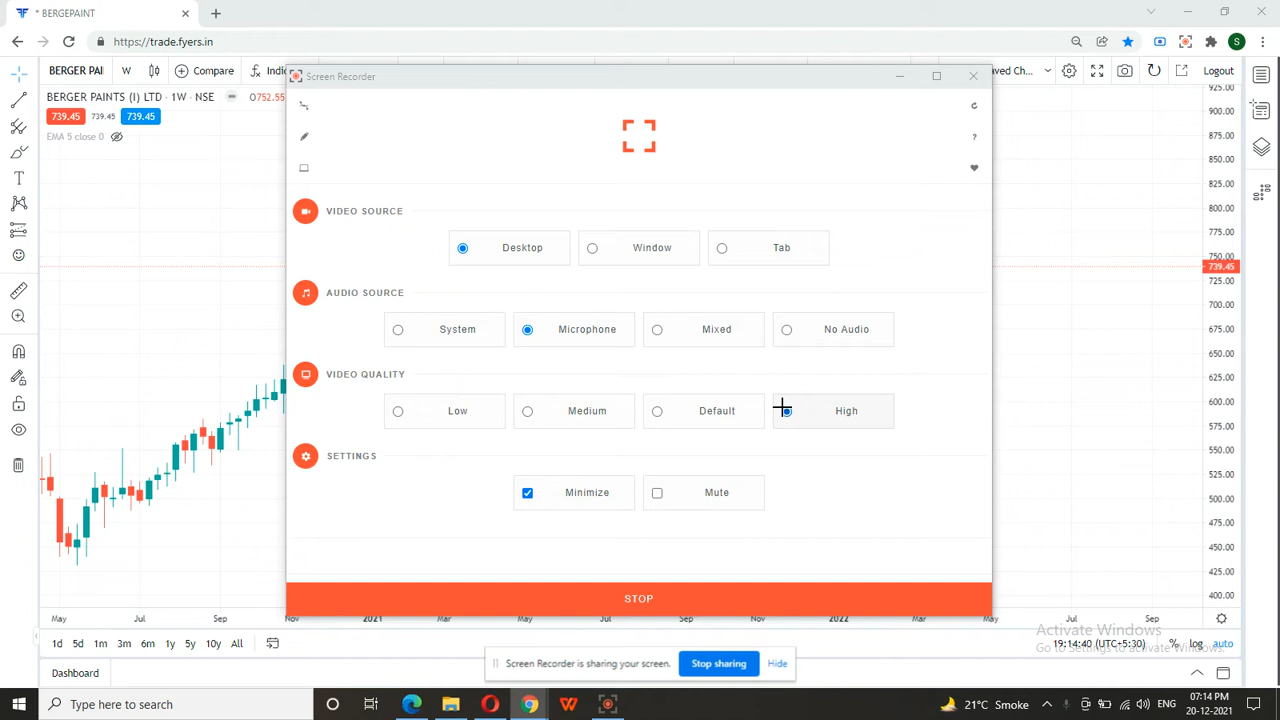 * BERGEPAINT
https://trade.fyers.in
S
BERGER PAI W Compare Indi
ved Ch... Logout
Screen Recorder
BERGER PAINTS (I) LTD · 1W · NSE O752.55
739.45 739.45 739.45
EMA 5 close 0
?
VIDEO SOURCE
Desktop Window Tab
AUDIO SOURCE
System Microphone Mixed No Audio
VIDEO QUALITY
Low Medium Default High
SETTINGS
Minimize Mute
STOP
925.00
900.00
875.00
850.00
825.00
800.00
775.00
750.00
739.45
700.00
675.00
650.00
625.00
600.00
575.00
550.00
525.00
500.00
475.00
450.00
425.00
400.00
May Jul Sep Nov 2021 Mar May Jul Sep Nov 2022 Mar May Jul Sep
1d 5d 1m 3m 6m 1y 5y 10y All
19:14:40 (UTC+5:30) % log auto
Activate Windows
Go to Settings to activate Windows.
Screen Recorder is sharing your screen. Stop sharing Hide
Dashboard
Type here to search
W
21°C Smoke ENG 07:14 PM
20-12-2021